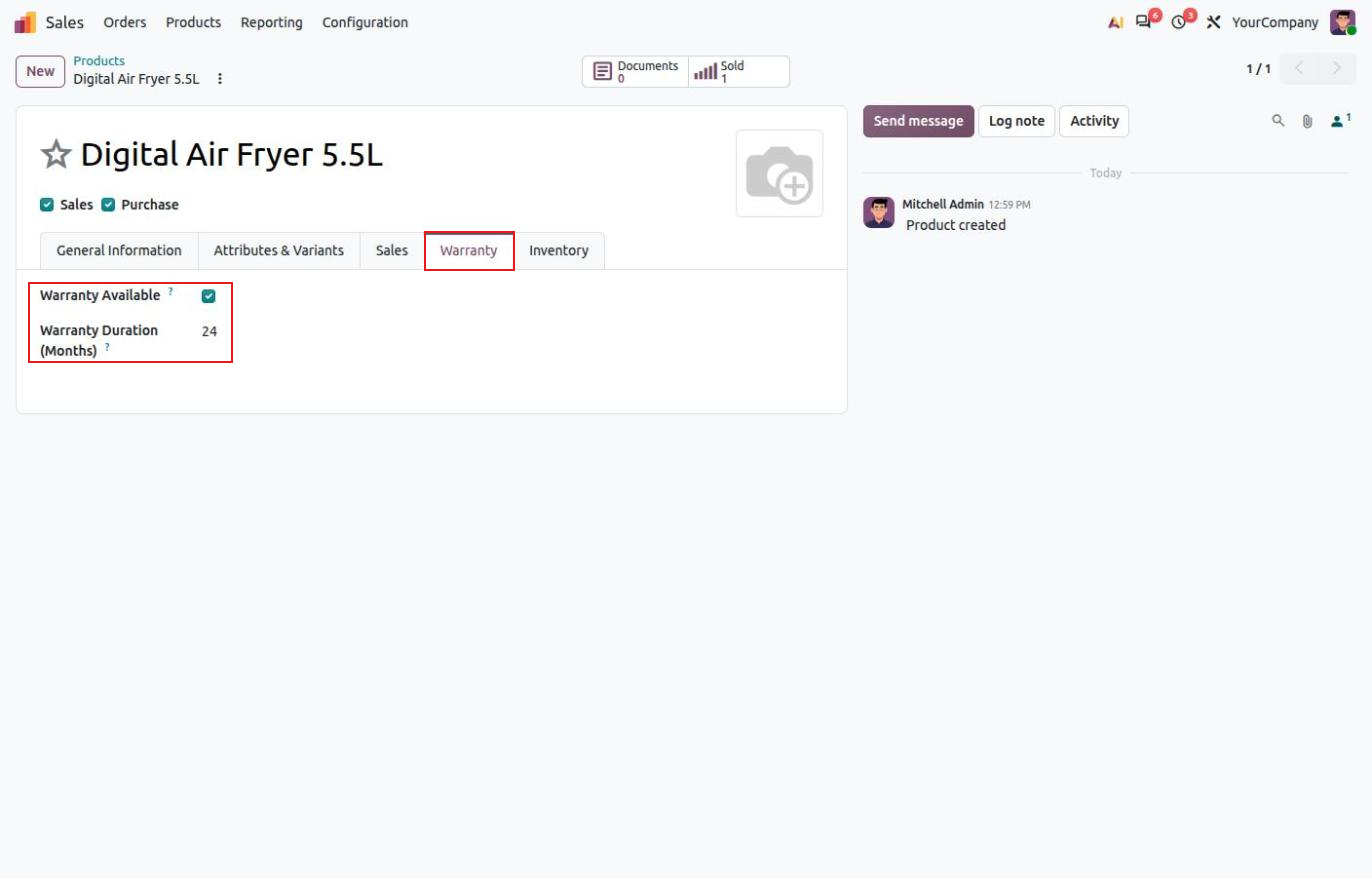 Sales Orders Products Reporting Configuration
AI 6 3 YourCompany
New
Products
Digital Air Fryer 5.5L
Documents
0
Sold
1
1 / 1
Digital Air Fryer 5.5L
Sales Purchase
General Information Attributes & Variants Sales Warranty Inventory
Warranty Available ?
Warranty Duration
(Months) ?
24
Send message Log note Activity
1
Today
Mitchell Admin 12:59 PM
Product created